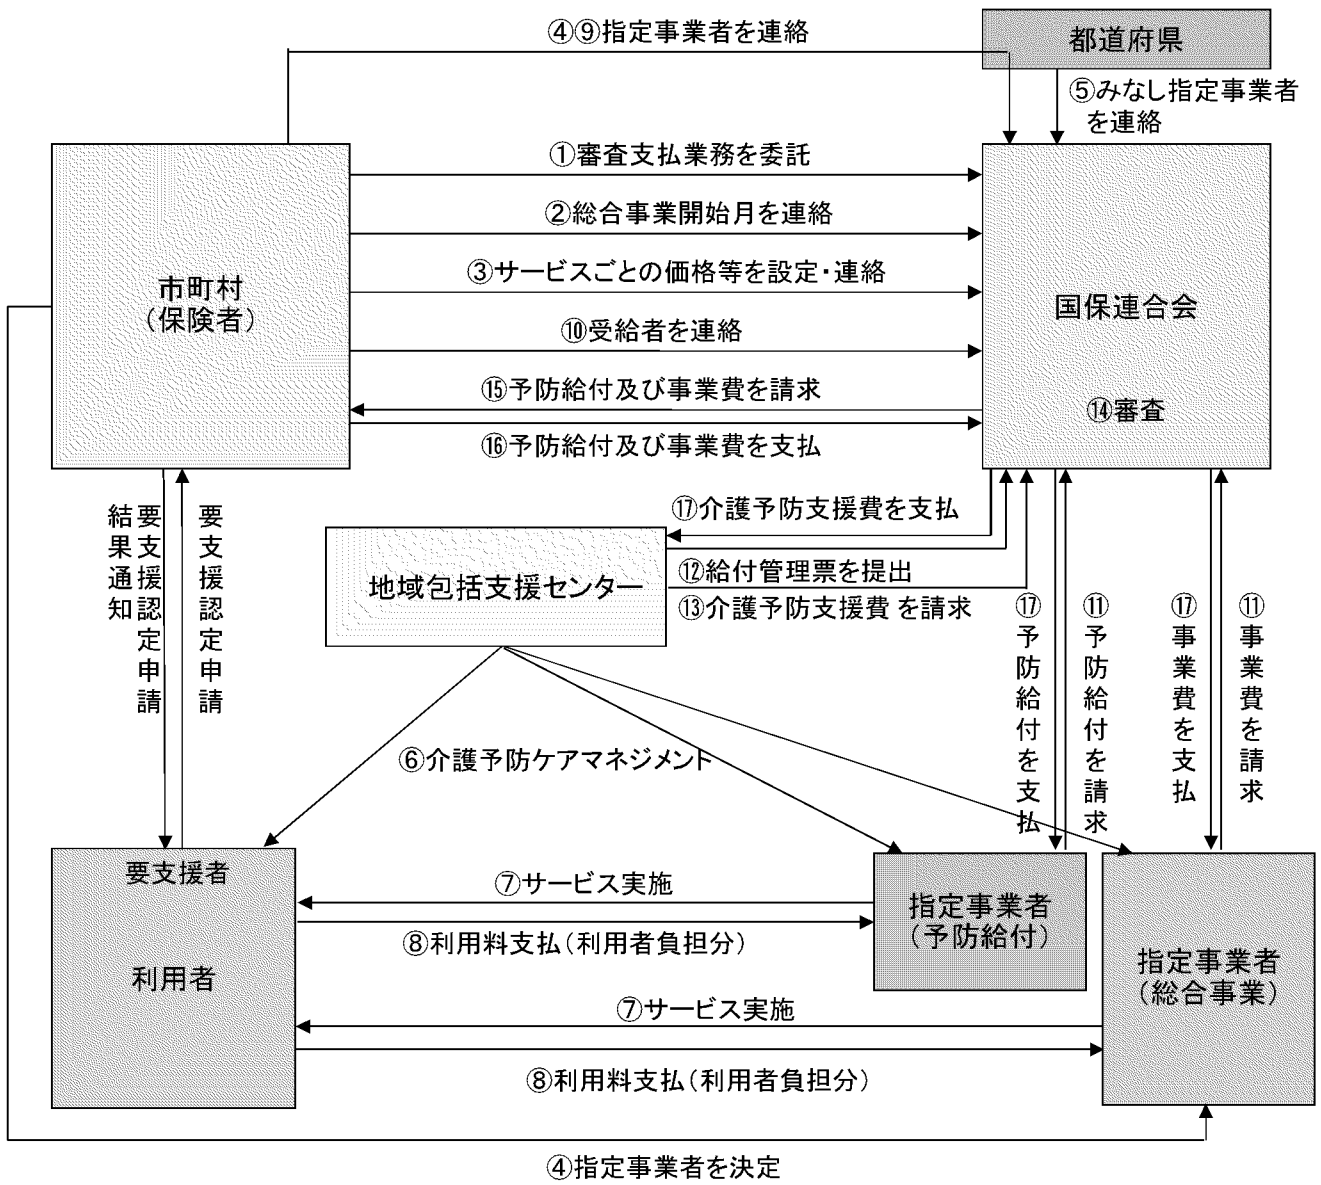 ④⑨指定事業者を連絡
都道府県
⑤みなし指定事業者
を連絡
①審査支払業務を委託
②総合事業開始月を連絡
③サービスごとの価格等を設定・連絡
市町村
（保険者）
国保連合会
⑩受給者を連絡
⑮予防給付及び事業費を請求
⑭審査
⑯予防給付及び事業費を支払
要支援認定申請
結果通知
要支援認定申請
⑰介護予防支援費を支払
地域包括支援センター
⑫給付管理票を提出
⑬介護予防支援費 を請求
⑰予防給付を支払
⑪予防給付を請求
⑰事業費を支払
⑪事業費を請求
⑥介護予防ケアマネジメント
要支援者
利用者
⑦サービス実施
⑧利用料支払（利用者負担分）
指定事業者
（予防給付）
指定事業者
（総合事業）
⑦サービス実施
⑧利用料支払（利用者負担分）
④指定事業者を決定